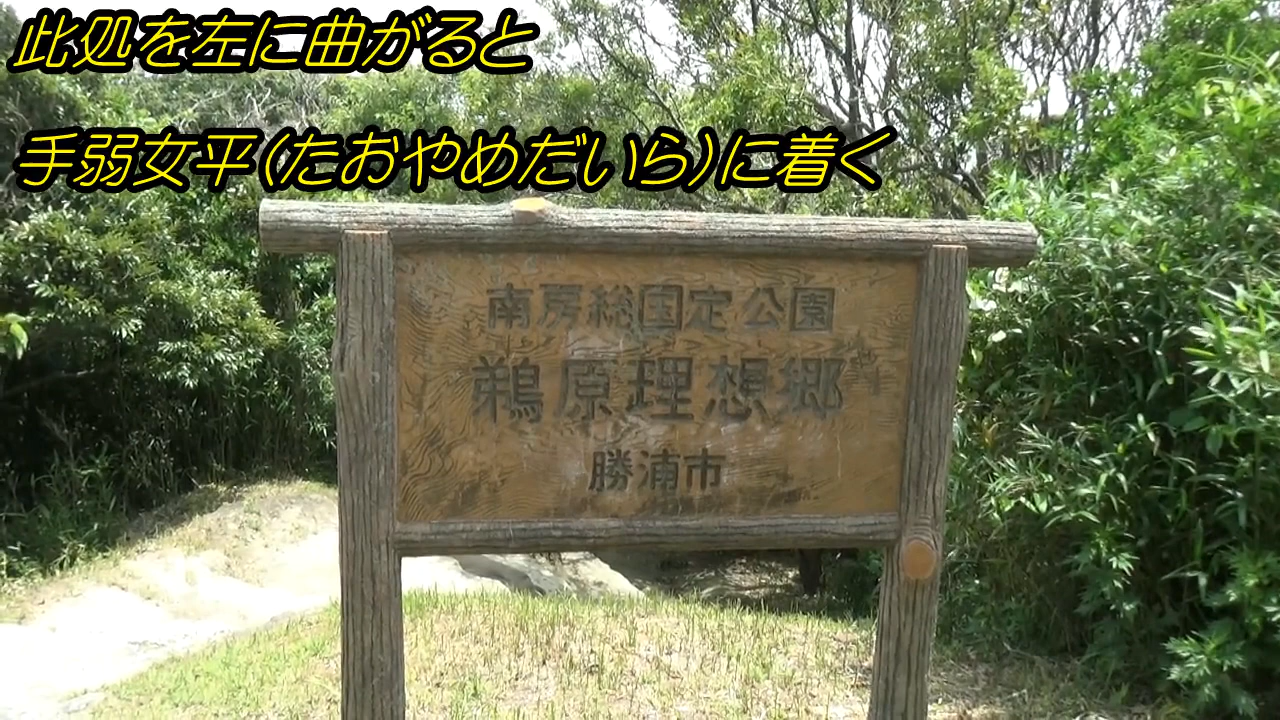 此処を左に曲がると
手弱女平(たおやめだいら)に着く
南房総国定公園
鵜原理想郷
勝浦市